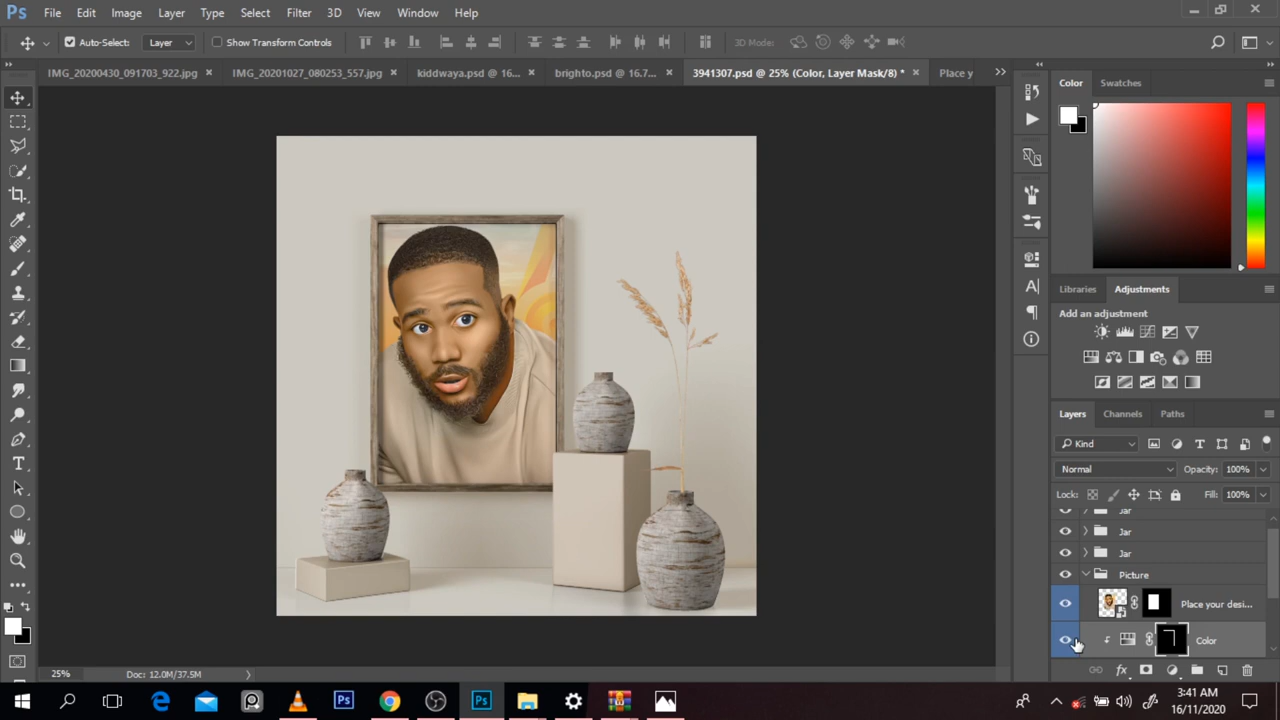 Ps File Edit Image Layer Type Select Filter 3D View Window Help
Auto-Select: Layer Show Transform Controls 3D Mode:
IMG_20200430_091703_922.jpg × IMG_20201027_080253_557.jpg × kiddwaya.psd @ 16... × brighto.psd @ 16.7... × 3941307.psd @ 25% (Color, Layer Mask/8) * × Place y
Color Swatches
Libraries Adjustments
Add an adjustment
Layers Channels Paths
Kind
Normal Opacity: 100%
Lock: Fill: 100%
Jar
Jar
Jar
Picture
Place your desi...
Color
25% Doc: 12.0M/37.5M
3:41 AM
16/11/2020